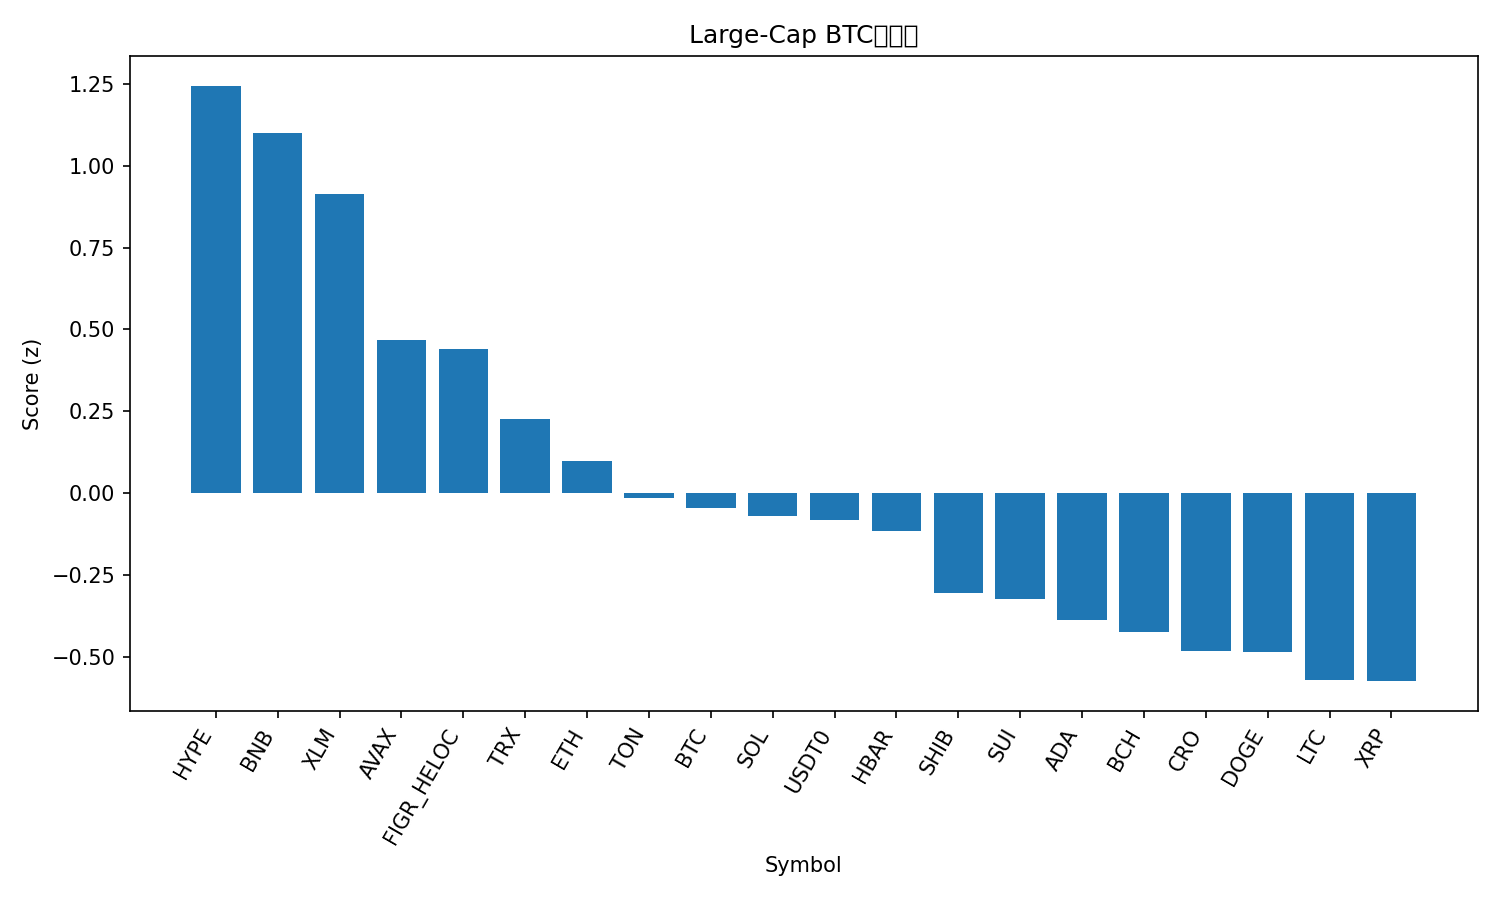 Large-Cap BTC
1.25
1.00
0.75
0.50
0.25
0.00
−0.25
−0.50
Score (z)
HYPE
BNB
XLM
AVAX
FIGR_HELOC
TRX
ETH
TON
BTC
SOL
USDT0
HBAR
SHIB
SUI
ADA
BCH
CRO
DOGE
LTC
XRP
Symbol